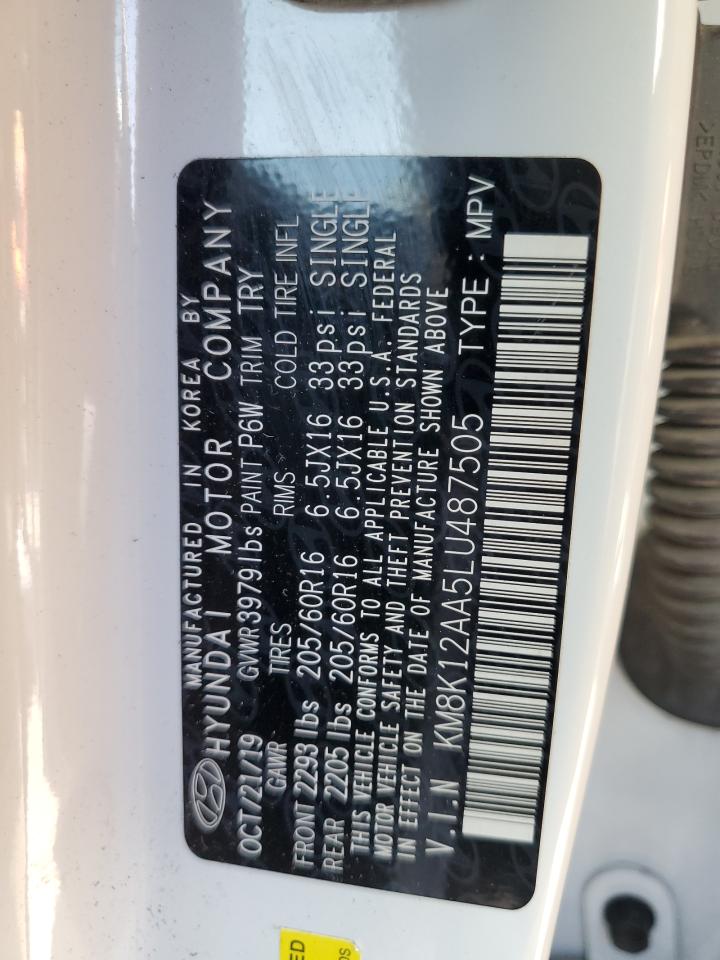 MANUFACTURED IN KOREA BY
HYUNDAI MOTOR COMPANY
OCT/21/19 GVWR 3979 lbs PAINT P6W TRIM TRY
GAWR TIRES RIMS COLD TIRE INFL
FRONT 2293 lbs 205/60R16 6.5JX16 33psi SINGLE
REAR 2205 lbs 205/60R16 6.5JX16 33psi SINGLE
THIS VEHICLE CONFORMS TO ALL APPLICABLE U.S.A. FEDERAL
MOTOR VEHICLE SAFETY AND THEFT PREVENTION STANDARDS
IN EFFECT ON THE DATE OF MANUFACTURE SHOWN ABOVE
V.I.N KM8K12AA5LU487505 TYPE : MPV